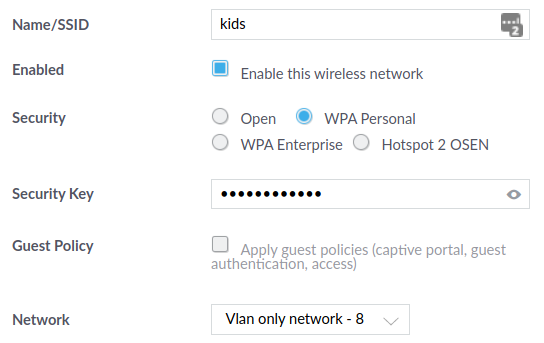 Name/SSID kids
2
Enabled Enable this wireless network
Security Open WPA Personal
WPA Enterprise Hotspot 2 OSEN
Security Key ••••••••••••
Guest Policy Apply guest policies (captive portal, guest
authentication, access)
Network Vlan only network - 8